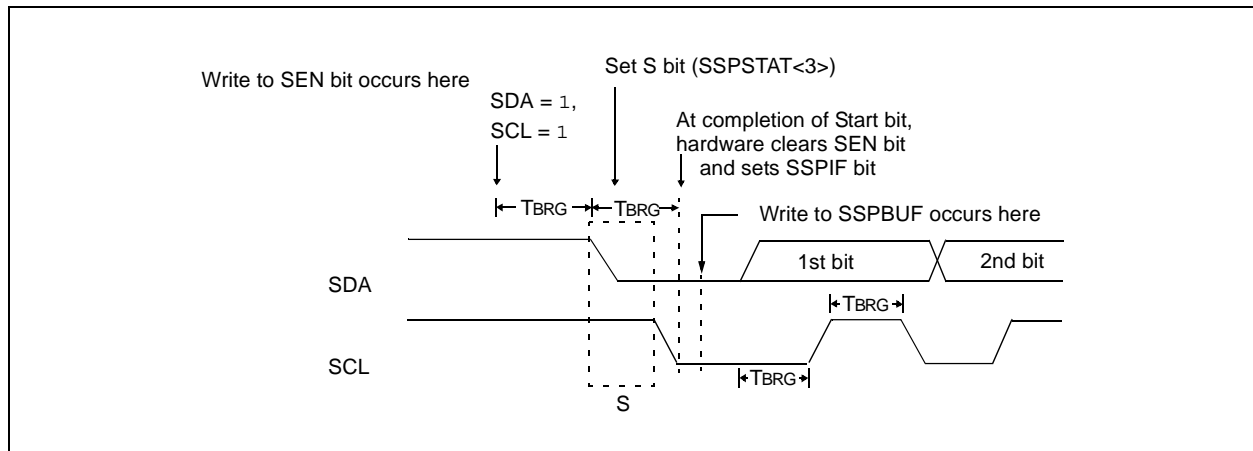 Write to SEN bit occurs here
Set S bit (SSPSTAT<3>)
SDA = 1,
SCL = 1
At completion of Start bit,
hardware clears SEN bit
and sets SSPIF bit
TBRG
TBRG
Write to SSPBUF occurs here
SDA
1st bit
2nd bit
TBRG
SCL
TBRG
S